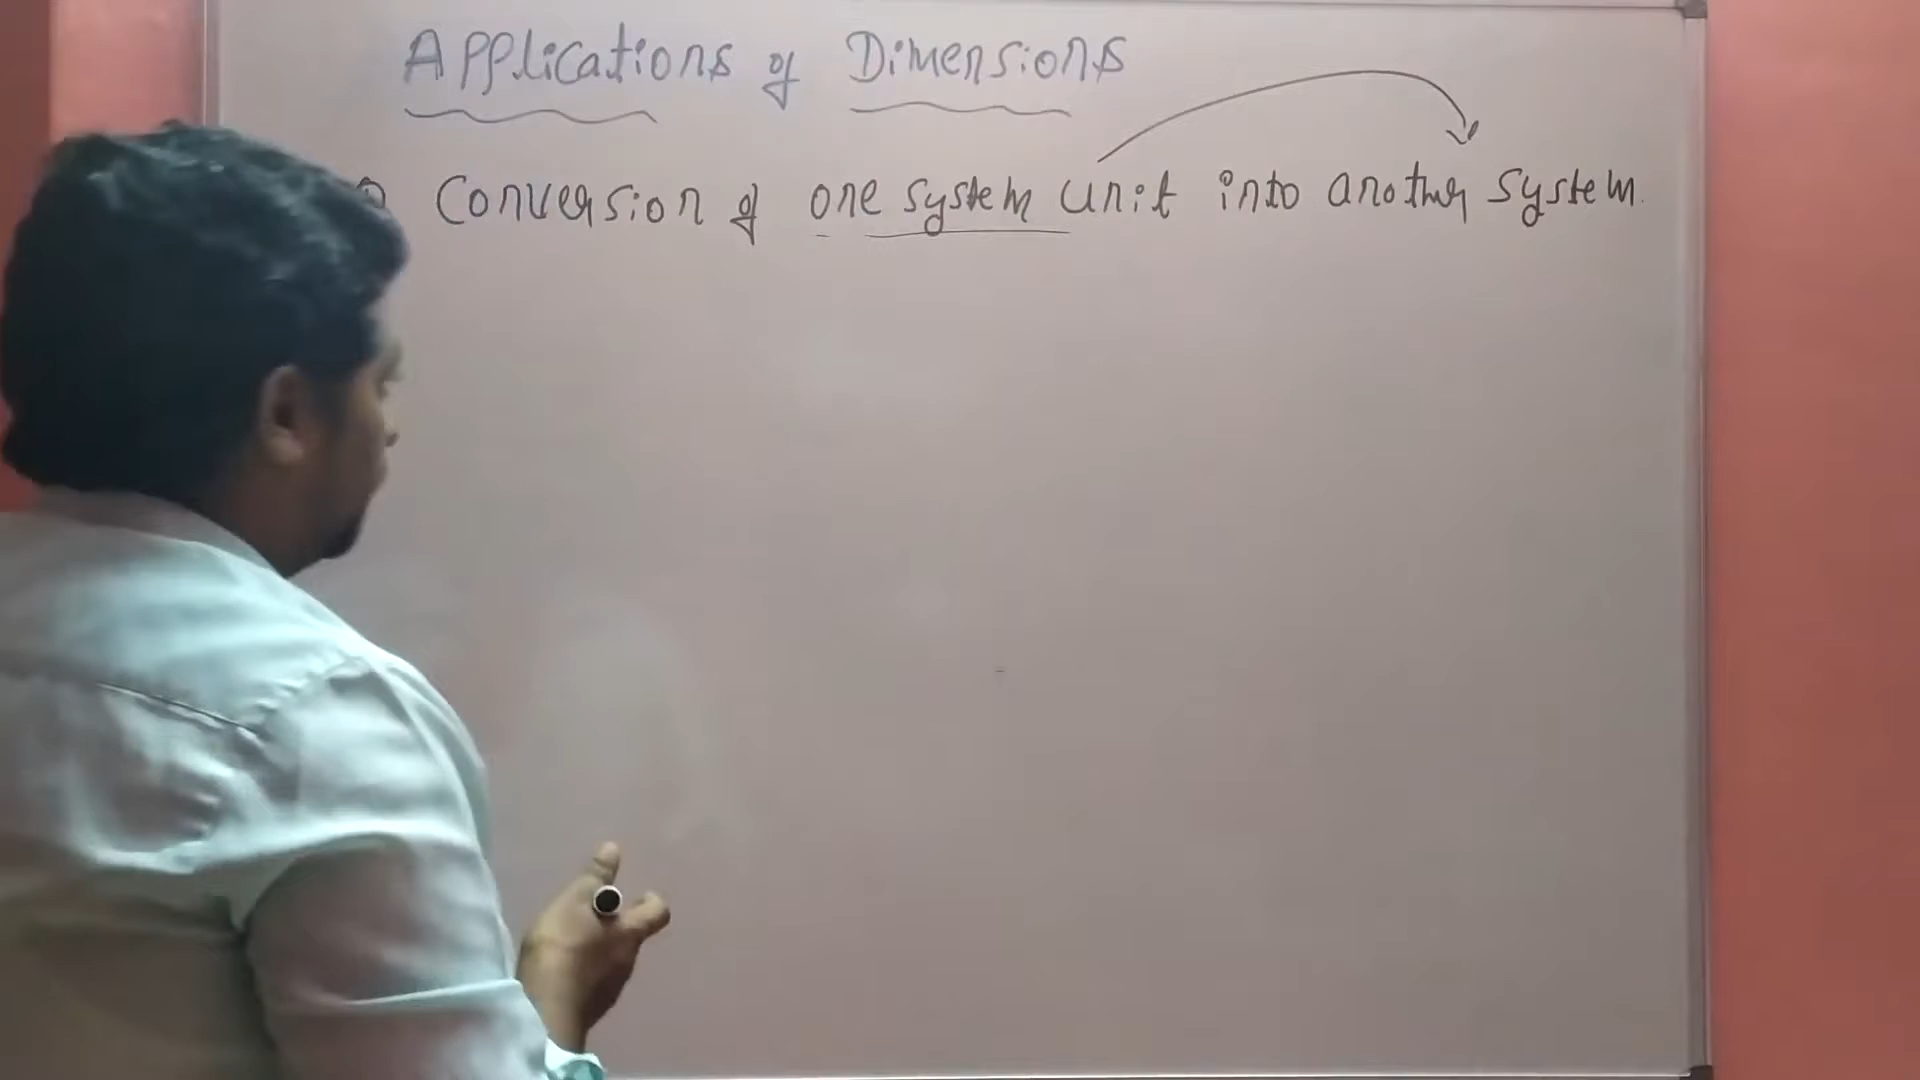 Applications of Dimensions
Conversion of one system unit into another system.